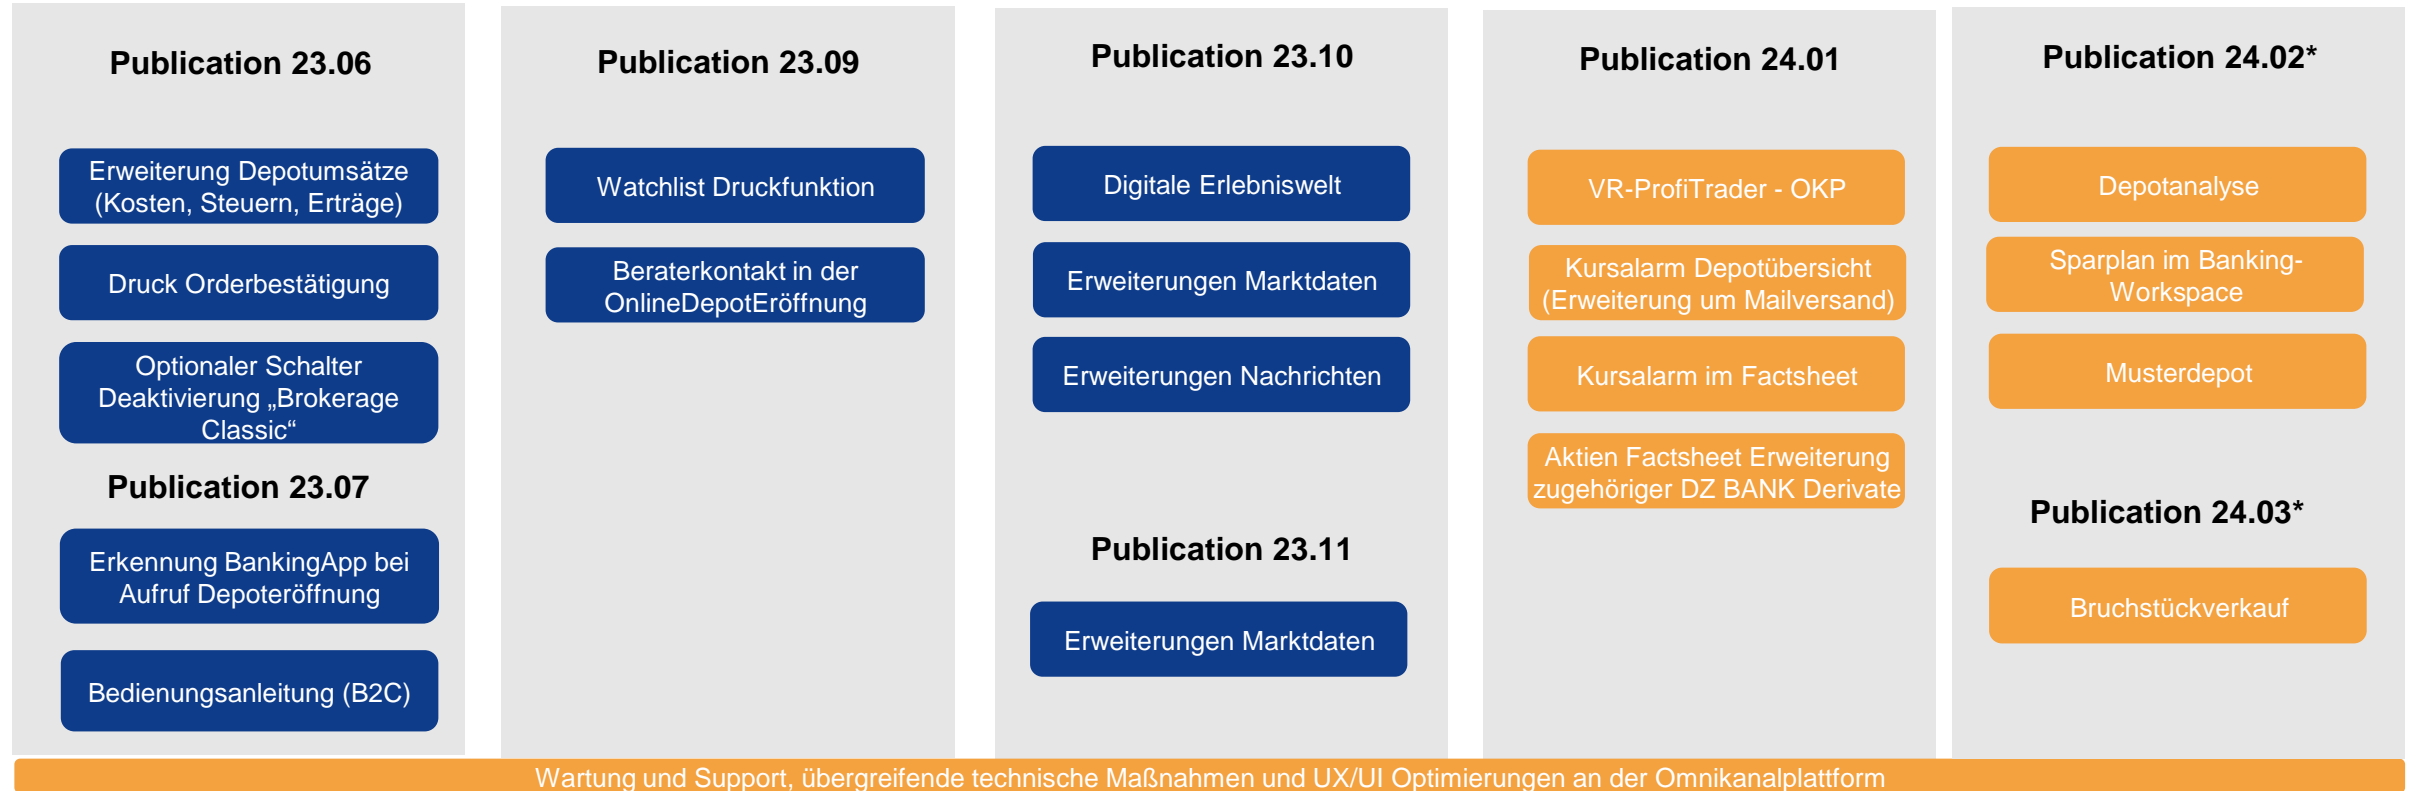 Publication 23.06
Erweiterung Depotumsätze
(Kosten, Steuern, Erträge)
Druck Orderbestätigung
Optionaler Schalter
Deaktivierung „Brokerage
Classic“
Publication 23.07
Erkennung BankingApp bei
Aufruf Depoteröffnung
Bedienungsanleitung (B2C)
Publication 23.09
Watchlist Druckfunktion
Beraterkontakt in der
OnlineDepotEröffnung
Publication 23.10
Digitale Erlebniswelt
Erweiterungen Marktdaten
Erweiterungen Nachrichten
Publication 23.11
Erweiterungen Marktdaten
Publication 24.01
VR-ProfiTrader - OKP
Kursalarm Depotübersicht
(Erweiterung um Mailversand)
Kursalarm im Factsheet
Aktien Factsheet Erweiterung
zugehöriger DZ BANK Derivate
Publication 24.02*
Depotanalyse
Sparplan im Banking-
Workspace
Musterdepot
Publication 24.03*
Bruchstückverkauf
Wartung und Support, übergreifende technische Maßnahmen und UX/UI Optimierungen an der Omnikanalplattform